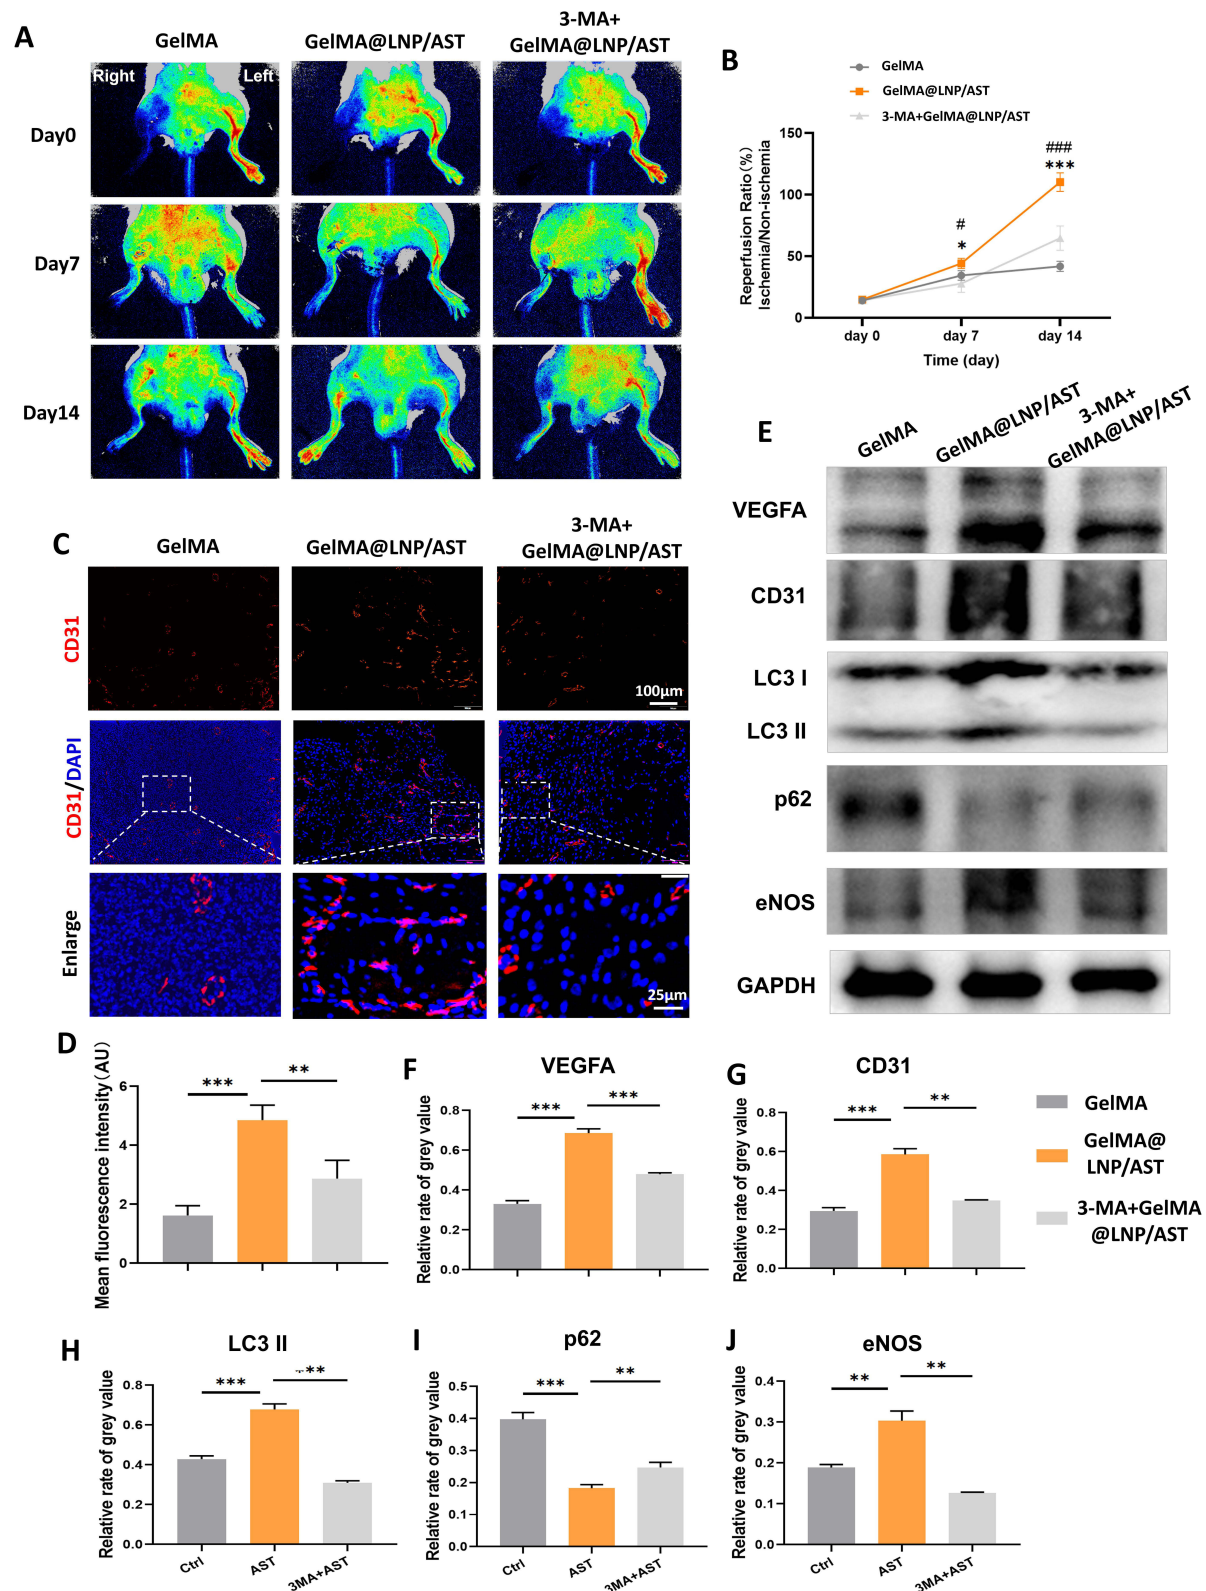 A
GelMA
GelMA@LNP/AST
3-MA+
GelMA@LNP/AST
Right
Left
Day0
Day7
Day14
B
GelMA
GelMA@LNP/AST
3-MA+GelMA@LNP/AST
Reperfusion Ratio(%)
Ischemia/Non-ischemia
150
100
50
0
#
*
###
***
day 0
day 7
day 14
Time (day)
C
GelMA
GelMA@LNP/AST
3-MA+
GelMA@LNP/AST
CD31
100μm
CD31/DAPI
Enlarge
25μm
E
GelMA
GelMA@LNP/AST
3-MA+
GelMA@LNP/AST
VEGFA
CD31
LC3 I
LC3 II
p62
eNOS
GAPDH
D
Mean fluorescence intensity(AU)
6
4
2
0
***
**
F
VEGFA
Relative rate of grey value
0.8
0.6
0.4
0.2
0.0
***
***
G
CD31
Relative rate of grey value
0.8
0.6
0.4
0.2
0.0
***
**
GelMA
GelMA@
LNP/AST
3-MA+GelMA
@LNP/AST
H
LC3 II
Relative rate of grey value
0.8
0.6
0.4
0.2
0.0
***
**
Ctrl
AST
3MA+AST
I
p62
Relative rate of grey value
0.5
0.4
0.3
0.2
0.1
0.0
***
**
Ctrl
AST
3MA+AST
J
eNOS
Relative rate of grey value
0.4
0.3
0.2
0.1
0.0
**
**
Ctrl
AST
3MA+AST